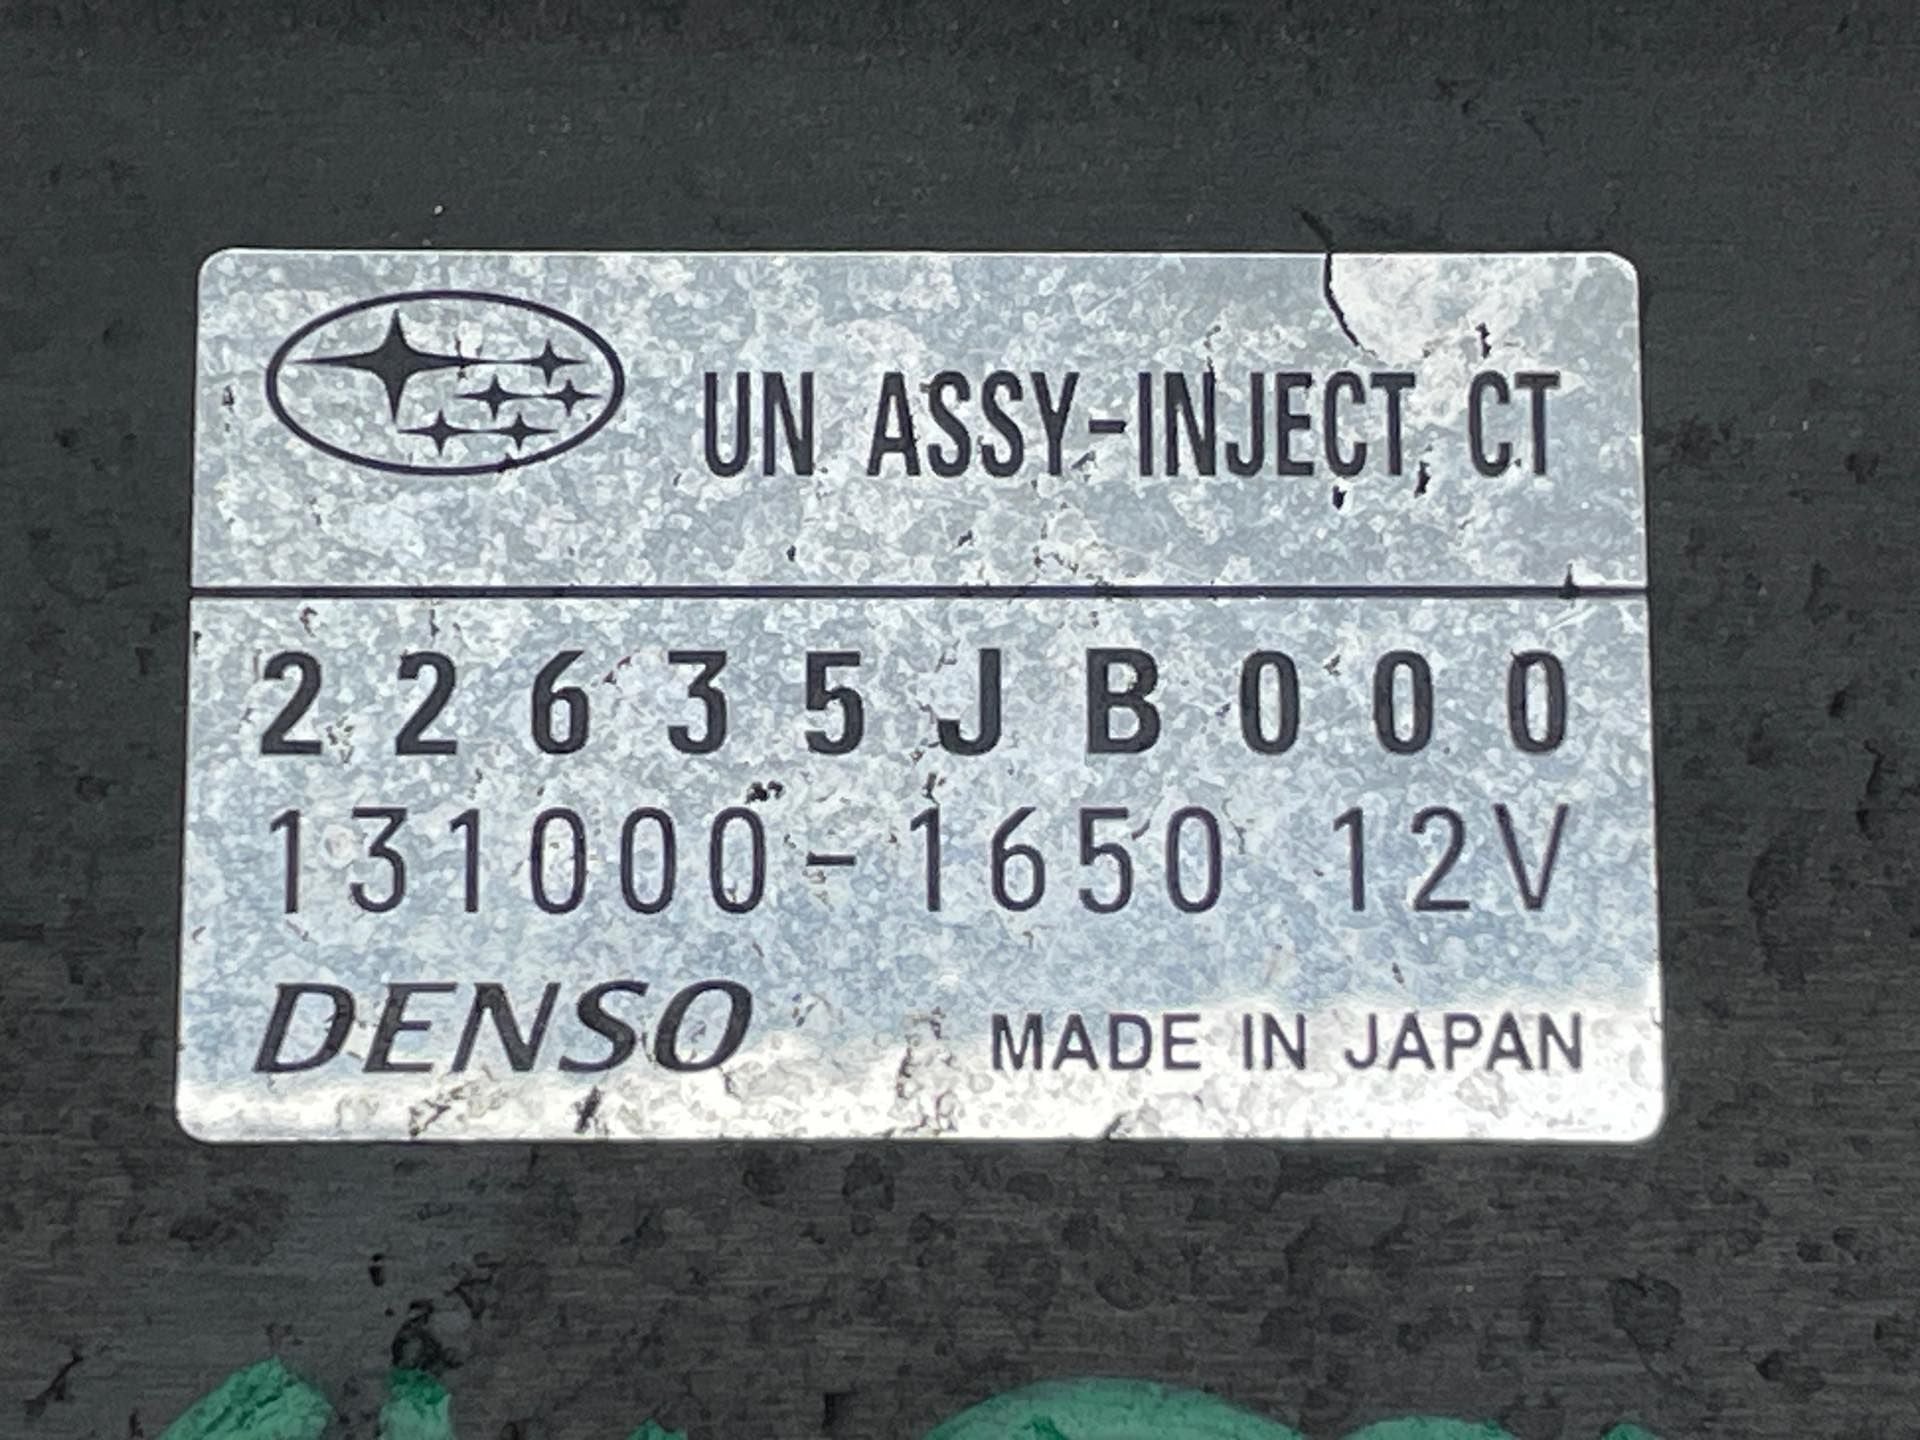 UN ASSY-INJECT, CT
22635JB000
131000-1650 12V
DENSO MADE IN JAPAN